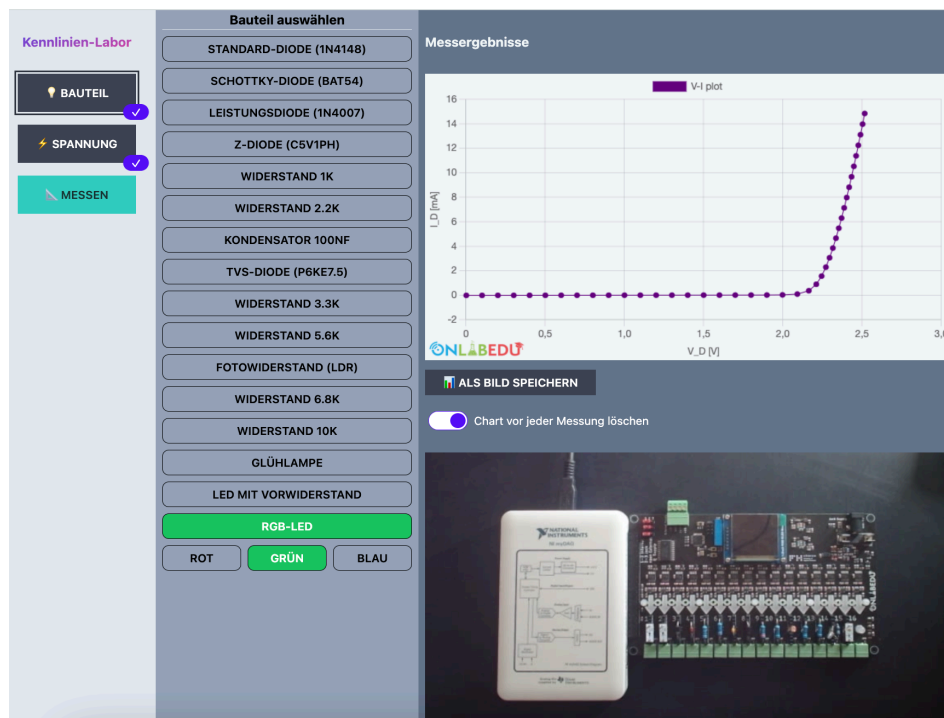 Kennlinien-Labor
BAUTEIL
SPANNUNG
MESSEN
Bauteil auswählen
STANDARD-DIODE (1N4148)
SCHOTTKY-DIODE (BAT54)
LEISTUNGSDIODE (1N4007)
Z-DIODE (C5V1PH)
WIDERSTAND 1K
WIDERSTAND 2.2K
KONDENSATOR 100NF
TVS-DIODE (P6KE7.5)
WIDERSTAND 3.3K
WIDERSTAND 5.6K
FOTOWIDERSTAND (LDR)
WIDERSTAND 6.8K
WIDERSTAND 10K
GLÜHLAMPE
LED MIT VORWIDERSTAND
RGB-LED
ROT GRÜN BLAU
Messergebnisse
V-I plot
I_D [mA]
16
14
12
10
8
6
4
2
0
-2
0 0,5 1,0 1,5 2,0 2,5 3,0
V_D [V]
ONLABEDU
ALS BILD SPEICHERN
Chart vor jeder Messung löschen
NATIONAL
INSTRUMENTS
NI myDAQ
ONLABEDU